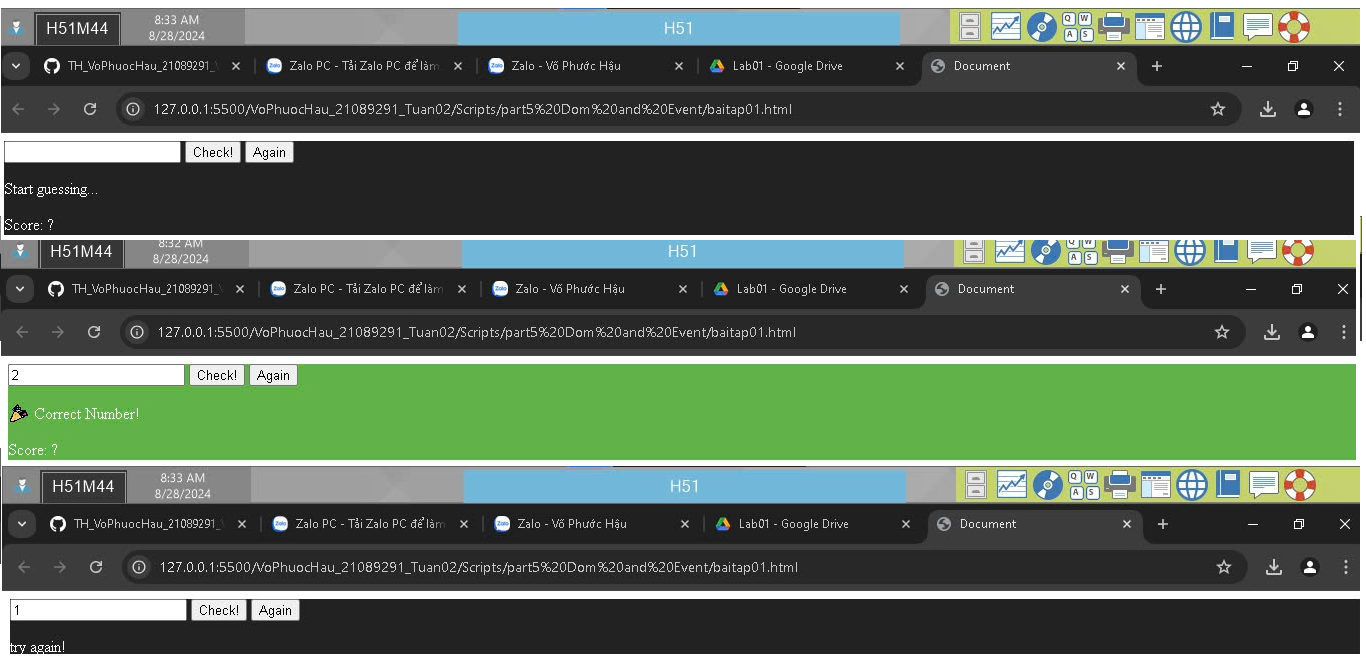 H51M44 8:33 AM H51 Q W
8/28/2024 A S
TH_VoPhuocHau_21089291_ Zalo Zalo PC - Tải Zalo PC để làm Zalo Zalo - Võ Phước Hậu Lab01 - Google Drive Document
127.0.0.1:5500/VoPhuocHau_21089291_Tuan02/Scripts/part5%20Dom%20and%20Event/baitap01.html
Check! Again
Start guessing...
Score: ?
H51M44 8:32 AM H51 Q W
8/28/2024 A S
TH_VoPhuocHau_21089291_ Zalo Zalo PC - Tải Zalo PC để làm Zalo Zalo - Võ Phước Hậu Lab01 - Google Drive Document
127.0.0.1:5500/VoPhuocHau_21089291_Tuan02/Scripts/part5%20Dom%20and%20Event/baitap01.html
2 Check! Again
🎉 Correct Number!
Score: ?
H51M44 8:33 AM H51 Q W
8/28/2024 A S
TH_VoPhuocHau_21089291_ Zalo Zalo PC - Tải Zalo PC để làm Zalo Zalo - Võ Phước Hậu Lab01 - Google Drive Document
127.0.0.1:5500/VoPhuocHau_21089291_Tuan02/Scripts/part5%20Dom%20and%20Event/baitap01.html
1 Check! Again
try again!